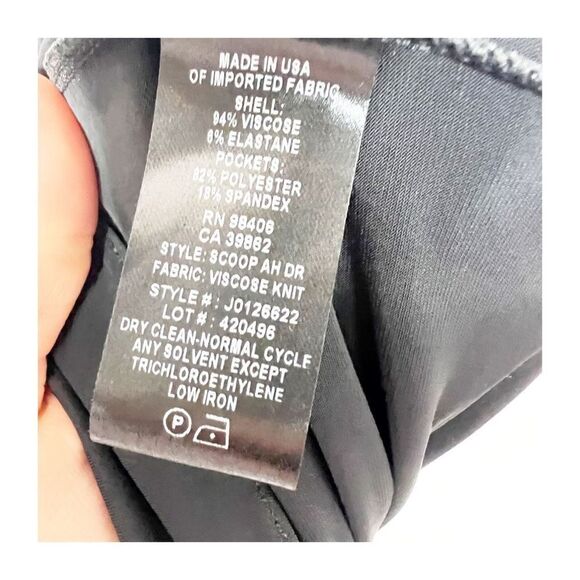 MADE IN USA
OF IMPORTED FABRIC
SHELL:
94% VISCOSE
6% ELASTANE
POCKETS:
82% POLYESTER
18% SPANDEX
RN 98406
CA 39862
STYLE: SCOOP AH DR
FABRIC: VISCOSE KNIT
STYLE # : J0126622
LOT # : 420496
DRY CLEAN-NORMAL CYCLE
ANY SOLVENT EXCEPT
TRICHLOROETHYLENE
LOW IRON
P